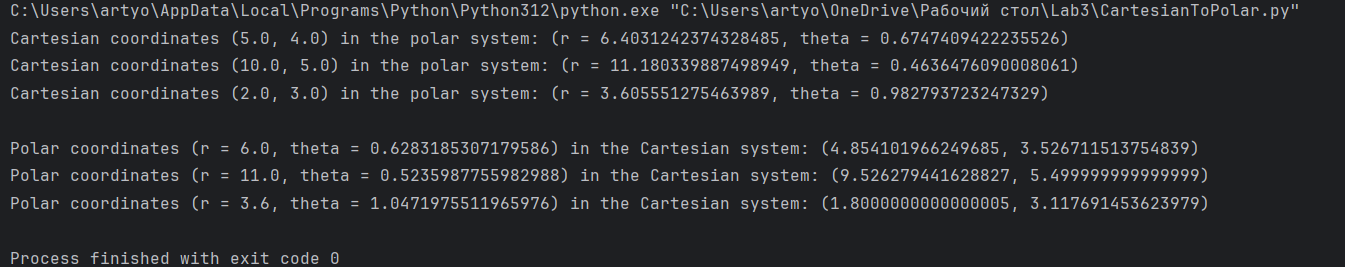 C:\Users\artyo\AppData\Local\Programs\Python\Python312\python.exe "C:\Users\artyo\OneDrive\Рабочий стол\Lab3\CartesianToPolar.py"
Cartesian coordinates (5.0, 4.0) in the polar system: (r = 6.4031242374328485, theta = 0.6747409422235526)
Cartesian coordinates (10.0, 5.0) in the polar system: (r = 11.180339887498949, theta = 0.4636476090008061)
Cartesian coordinates (2.0, 3.0) in the polar system: (r = 3.605551275463989, theta = 0.982793723247329)
Polar coordinates (r = 6.0, theta = 0.6283185307179586) in the Cartesian system: (4.854101966249685, 3.526711513754839)
Polar coordinates (r = 11.0, theta = 0.5235987755982988) in the Cartesian system: (9.526279441628827, 5.499999999999999)
Polar coordinates (r = 3.6, theta = 1.0471975511965976) in the Cartesian system: (1.8000000000000005, 3.117691453623979)
Process finished with exit code 0